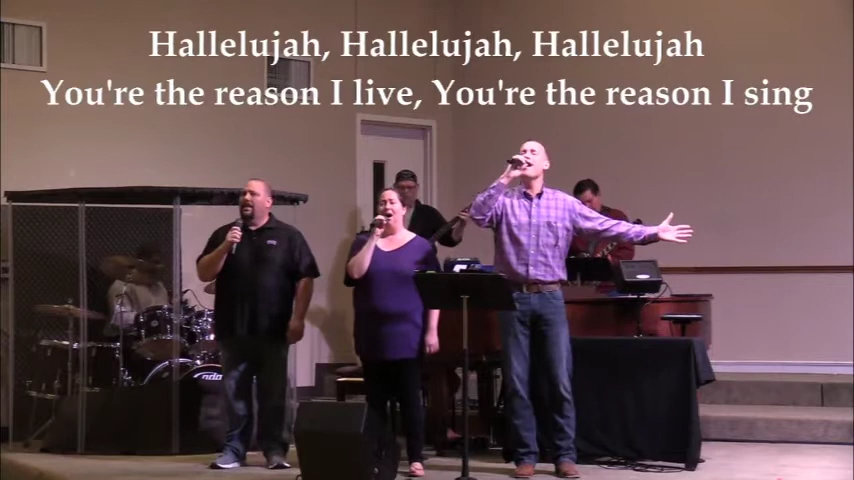 Hallelujah, Hallelujah, Hallelujah
You're the reason I live, You're the reason I sing